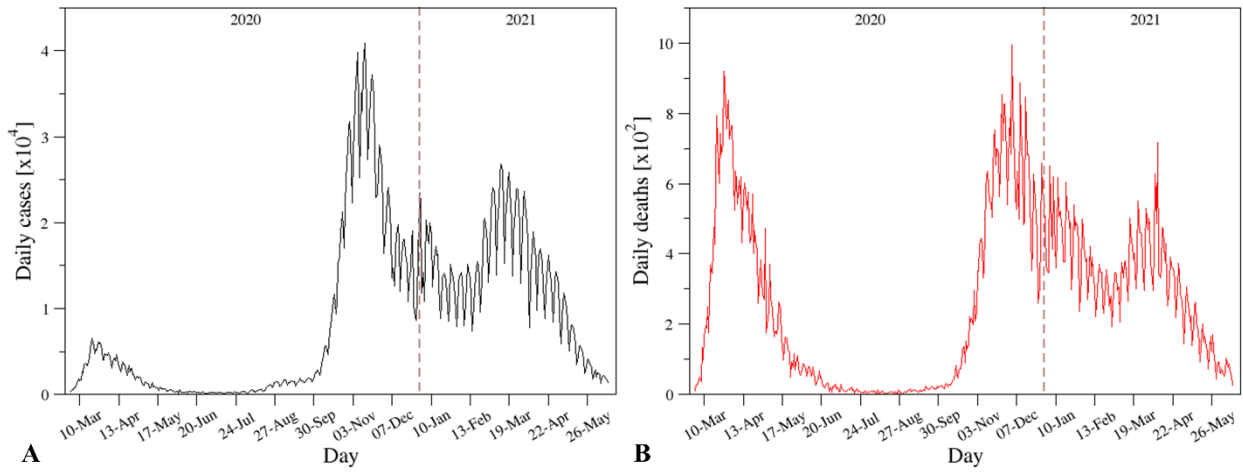 2020 2021
4
3
2
1
0
Daily cases [x10^4]
10-Mar 13-Apr 17-May 20-Jun 24-Jul 27-Aug 30-Sep 03-Nov 07-Dec 10-Jan 13-Feb 19-Mar 22-Apr 26-May
Day
A
2020 2021
10
8
6
4
2
0
Daily deaths [x10^2]
10-Mar 13-Apr 17-May 20-Jun 24-Jul 27-Aug 30-Sep 03-Nov 07-Dec 10-Jan 13-Feb 19-Mar 22-Apr 26-May
Day
B